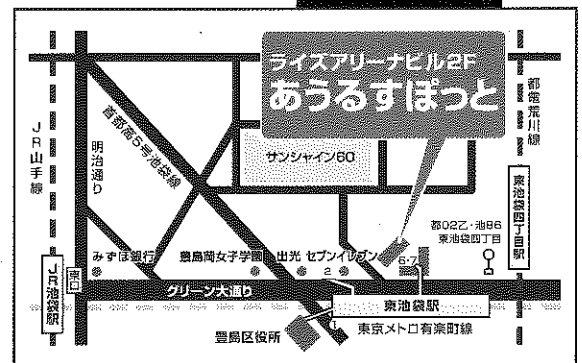 ライズアリーナビル2F
あうるすぽっと
JR山手線
明治通り
首都高5号池袋線
サンシャイン60
都電荒川線
東池袋四丁目駅
都02乙・池86
東池袋四丁目
みずほ銀行
豊島岡女子学園
出光
セブンイレブン
6・7
2
JR池袋駅
東口
グリーン大通り
東池袋駅
1
東京メトロ有楽町線
豊島区役所